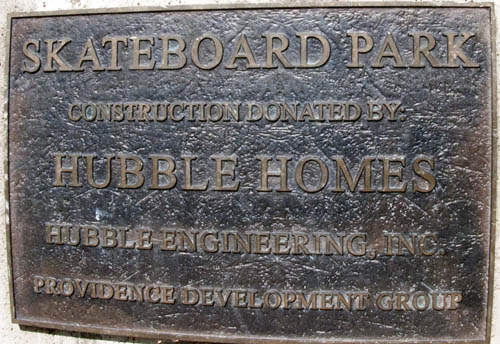 SKATEBOARD PARK
CONSTRUCTION DONATED BY:
HUBBLE HOMES
HUBBLE ENGINEERING, INC.
PROVIDENCE DEVELOPMENT GROUP